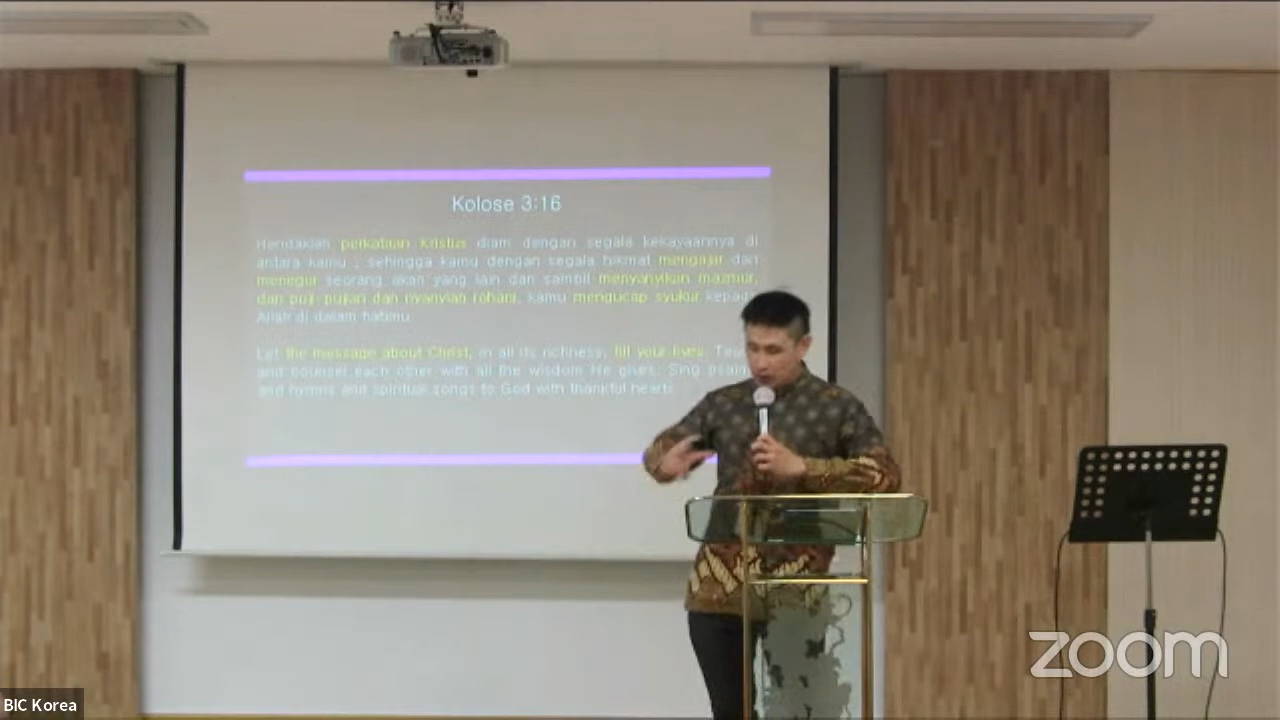 Kolose 3:16
Hendaklah perkataan Kristus diam dengan segala kekayaannya di
antara kamu , sehingga kamu dengan segala hikmat mengajar dan
menegur seorang akan yang lain dan sambil menyanyikan mazmur,
dan puji-pujian dan nyanyian rohani, kamu mengucap syukur
Allah di dalam hatimu.
Let the message about Christ, in all its richness, fill your lives.
and counsel each other with all the wisdom He gives. Sing
and hymns and spiritual songs to God with thankful hearts
zoom
BIC Korea